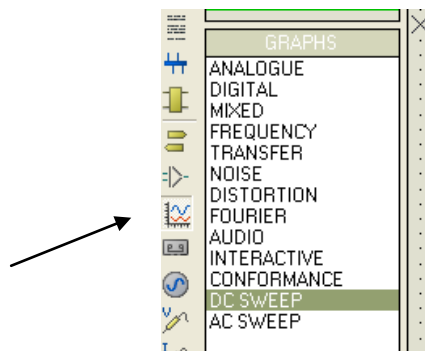 GRAPHS
ANALOGUE
DIGITAL
MIXED
FREQUENCY
TRANSFER
NOISE
DISTORTION
FOURIER
AUDIO
INTERACTIVE
CONFORMANCE
DC SWEEP
AC SWEEP